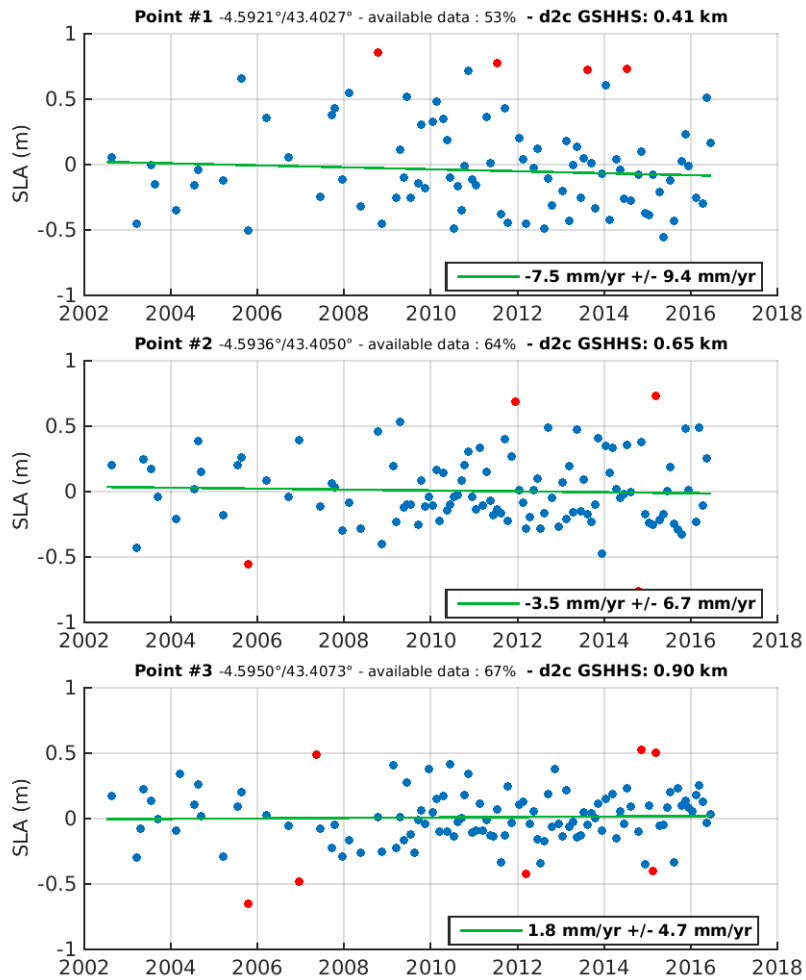 Point #1 -4.5921°/43.4027° - available data : 53% - d2c GSHHS: 0.41 km
1
0.5
0
-0.5
-1
SLA (m)
-7.5 mm/yr +/- 9.4 mm/yr
2002 2004 2006 2008 2010 2012 2014 2016 2018
Point #2 -4.5936°/43.4050° - available data : 64% - d2c GSHHS: 0.65 km
1
0.5
0
-0.5
-1
SLA (m)
-3.5 mm/yr +/- 6.7 mm/yr
2002 2004 2006 2008 2010 2012 2014 2016 2018
Point #3 -4.5950°/43.4073° - available data : 67% - d2c GSHHS: 0.90 km
1
0.5
0
-0.5
-1
SLA (m)
1.8 mm/yr +/- 4.7 mm/yr
2002 2004 2006 2008 2010 2012 2014 2016 2018